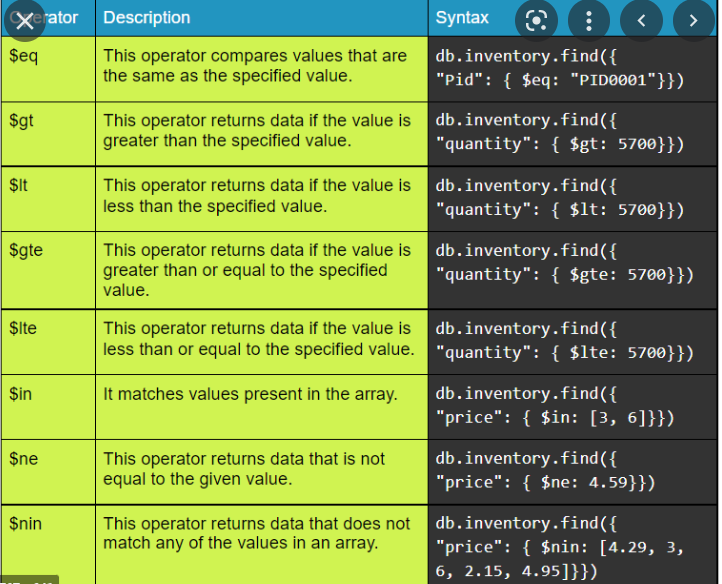 Operator Description Syntax
$eq This operator compares values that are db.inventory.find({
the same as the specified value. "Pid": { $eq: "PID0001"}})
$gt This operator returns data if the value is db.inventory.find({
greater than the specified value. "quantity": { $gt: 5700}})
$lt This operator returns data if the value is db.inventory.find({
less than the specified value. "quantity": { $lt: 5700}})
$gte This operator returns data if the value is db.inventory.find({
greater than or equal to the specified "quantity": { $gte: 5700}})
value.
$lte This operator returns data if the value is db.inventory.find({
less than or equal to the specified value. "quantity": { $lte: 5700}})
$in It matches values present in the array. db.inventory.find({
"price": { $in: [3, 6]}})
$ne This operator returns data that is not db.inventory.find({
equal to the given value. "price": { $ne: 4.59}})
$nin This operator returns data that does not db.inventory.find({
match any of the values in an array. "price": { $nin: [4.29, 3,
6, 2.15, 4.95]}})